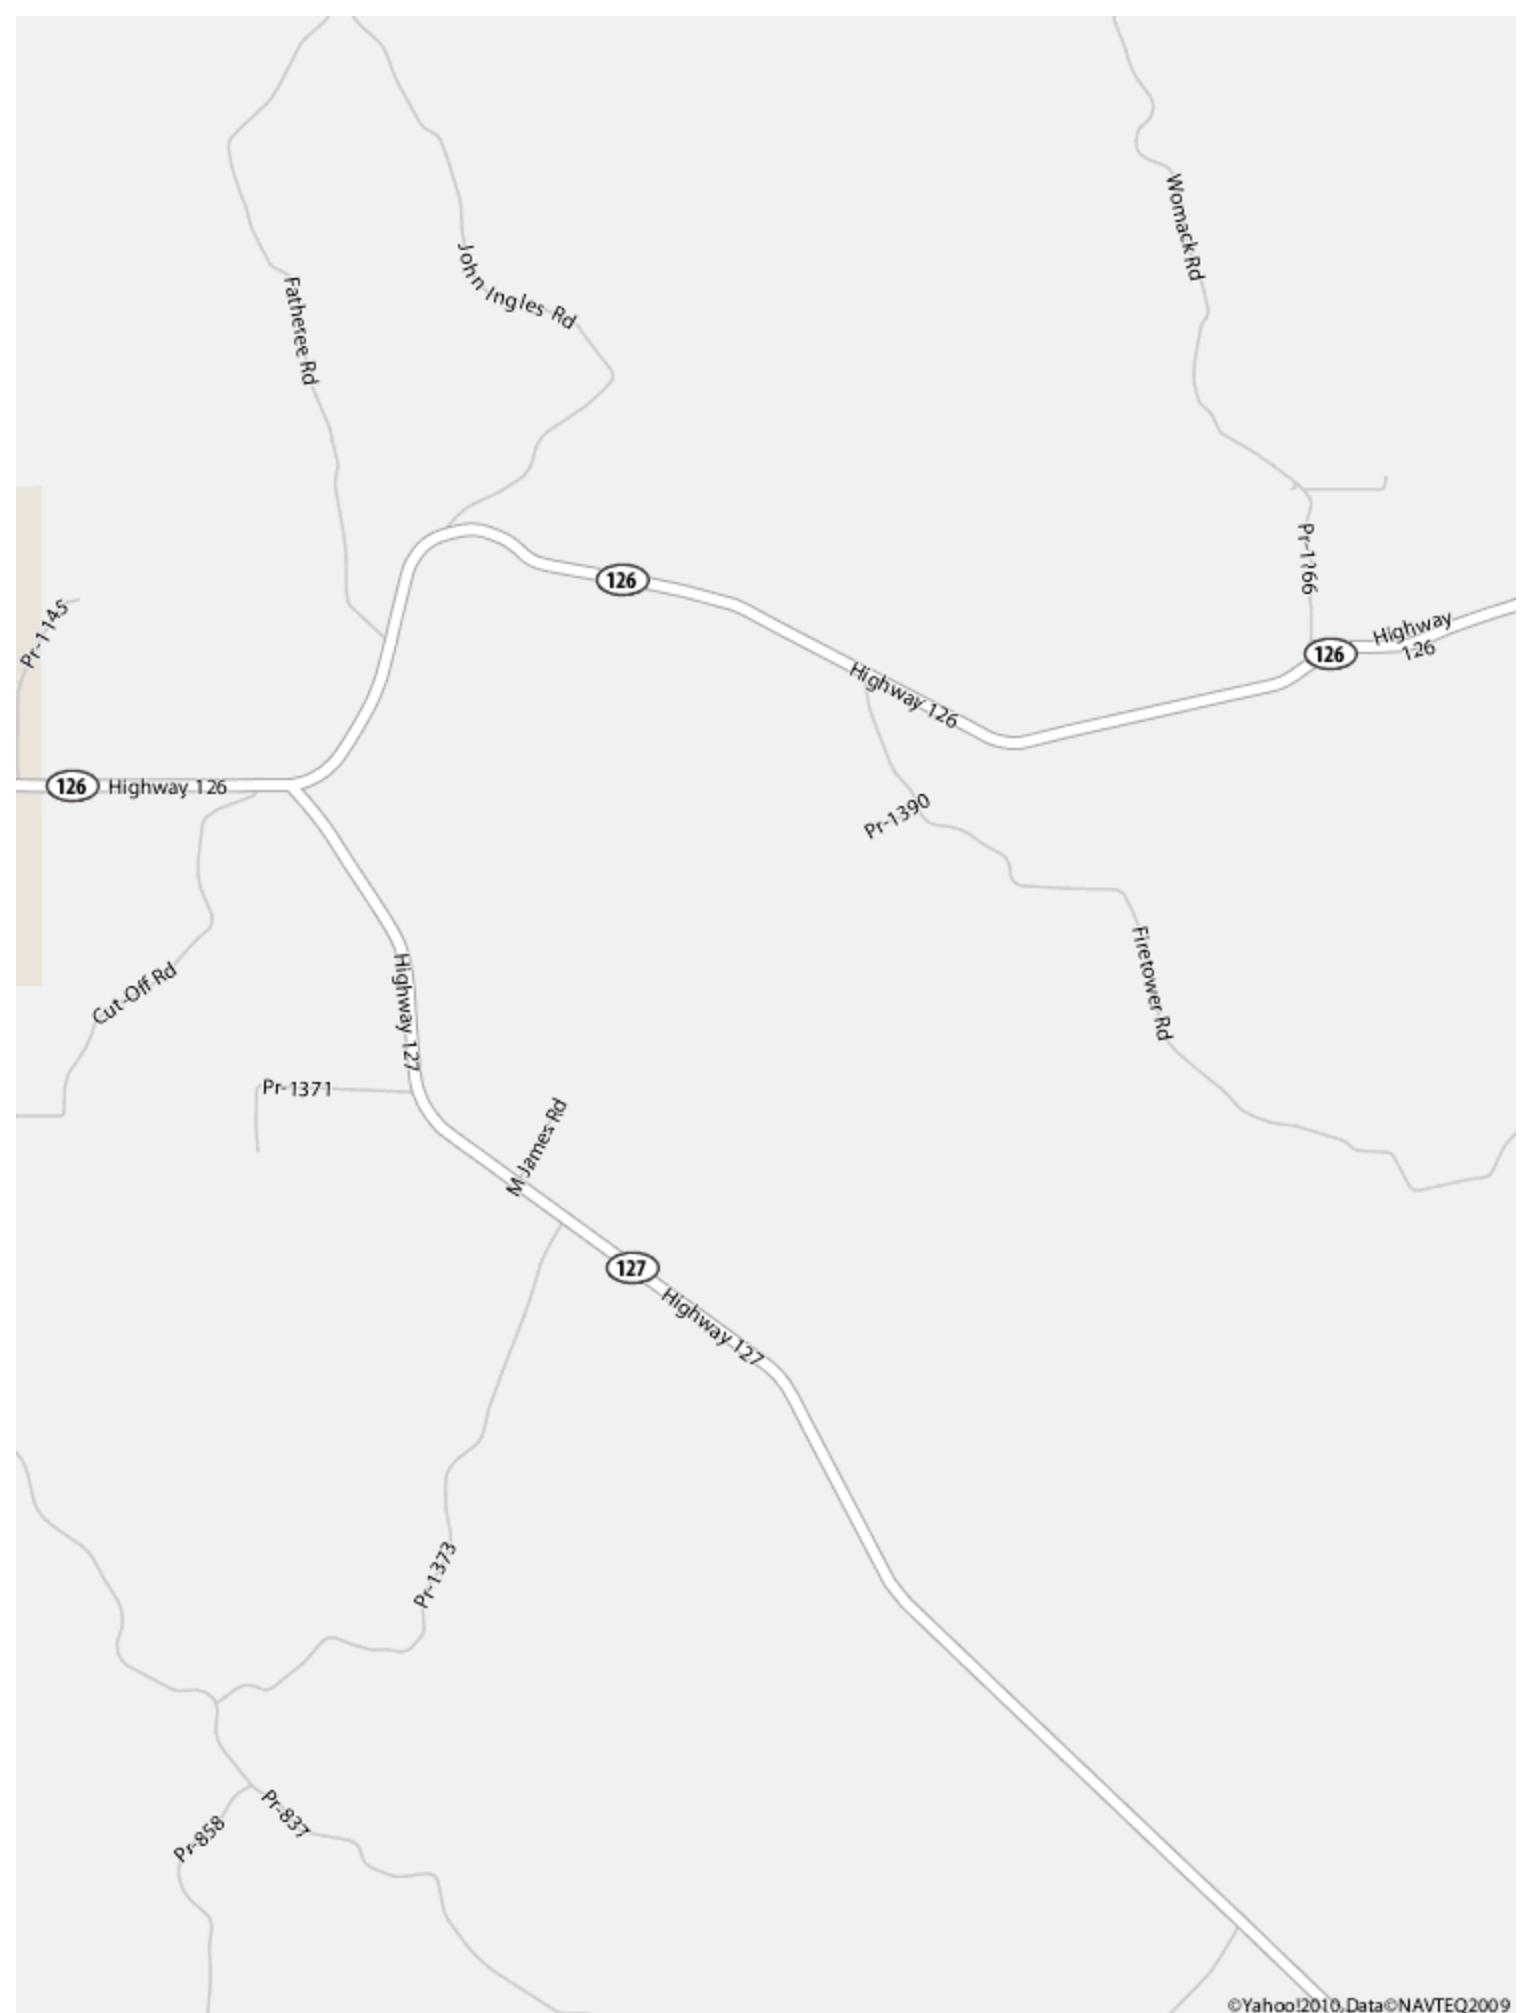 Womack Rd
John Ingles Rd
Fatheree Rd
Pr-1266
126
Pr-1145
Highway
126
126
Highway 126
126
Highway 126
Pr-1390
Firetower Rd
Highway 127
Cut-Off Rd
Pr-1371
M James Rd
127
Highway 127
Pr-1373
Pr-837
Pr-858
©Yahoo!2010,Data©NAVTEQ2009